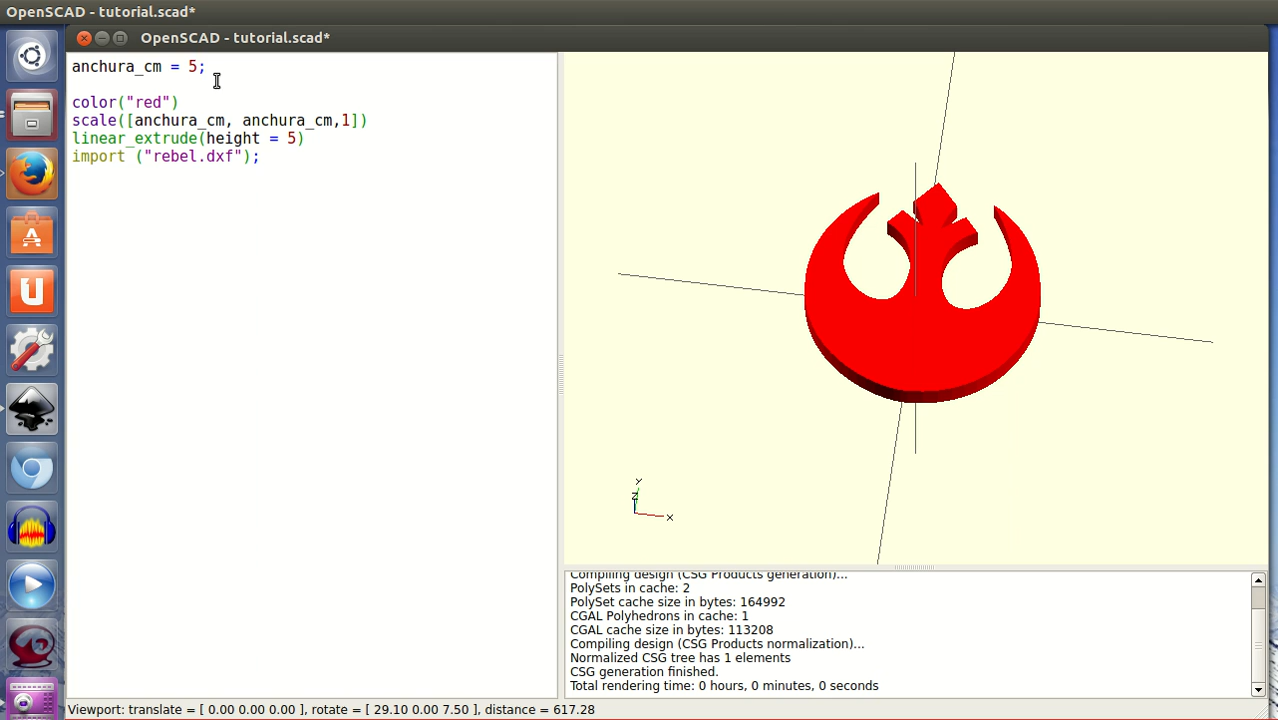 OpenSCAD - tutorial.scad*
OpenSCAD - tutorial.scad*
anchura_cm = 5;
color("red")
scale([anchura_cm, anchura_cm,1])
linear_extrude(height = 5)
import ("rebel.dxf");
Y
Z
X
Compiling design (CSG Products generation)...
PolySets in cache: 2
PolySet cache size in bytes: 164992
CGAL Polyhedrons in cache: 1
CGAL cache size in bytes: 113208
Compiling design (CSG Products normalization)...
Normalized CSG tree has 1 elements
CSG generation finished.
Total rendering time: 0 hours, 0 minutes, 0 seconds
Viewport: translate = [ 0.00 0.00 0.00 ], rotate = [ 29.10 0.00 7.50 ], distance = 617.28